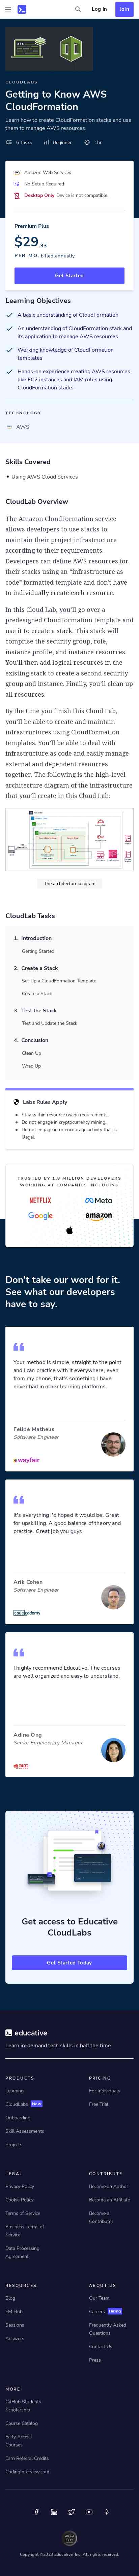 Log In
Join
CLOUDLABS
Getting to Know AWS
CloudFormation
Learn how to create CloudFormation stacks and use
them to manage AWS resources.
6 Tasks
Beginner
1hr
Amazon Web Services
No Setup Required
Desktop Only Device is not compatible.
Premium Plus
$29.33
PER MO, billed annually
Get Started
Learning Objectives
A basic understanding of CloudFormation
An understanding of CloudFormation stack and
its application to manage AWS resources
Working knowledge of CloudFormation
templates
Hands-on experience creating AWS resources
like EC2 instances and IAM roles using
CloudFormation stacks
TECHNOLOGY
AWS
Skills Covered
Using AWS Cloud Services
CloudLab Overview
The Amazon CloudFormation service
allows developers to create stacks to
maintain their project infrastructure
components.
Developers can define AWS resources for
their stacks using an “infrastructure as
code” formatted template and don’t have
to individually create each resource.
In this Cloud Lab, you’ll go over a
predesigned CloudFormation template and
use it to create a stack. This stack will
comprise a security group, EC2 role,
instance profile, and multiple resources.
You’ll then add logical resources to your
existing stack to create a second security
group and instance. Finally, you’ll clean up
all resources.
By the time you finish this Cloud Lab,
you’ll be able to maintain your
infrastructures using CloudFormation
templates. You’ll be able to deal with
multiple resources and easily manage
external and dependent resources
together. The following is the high-level
architecture diagram of the infrastructure
that you’ll create in this Cloud Lab:
The architecture diagram
CloudLab Tasks
1. Introduction
Getting Started
2. Create a Stack
Set Up a CloudFormation Template
Create a Stack
3. Test the Stack
Test and Update the Stack
4. Conclusion
Clean Up
Wrap Up
Labs Rules Apply
Stay within resource usage requirements.
Do not engage in cryptocurrency mining.
Do not engage in or encourage activity that is
illegal.
TRUSTED BY 1.8 MILLION DEVELOPERS
WORKING AT COMPANIES INCLUDING
NETFLIX
Meta
Google
amazon
Don't take our word for it.
See what our developers
have to say.
Your method is simple, straight to the point and
I can practice with it everywhere, even from my
phone, that's something I have
never had in other learning platforms.
Felipe Matheus
Software Engineer
wayfair
It's everything I'd hoped it would be. Great
for upskilling. A good balance of theory and
practice. Great job you guys
Arik Cohen
Software Engineer
codecademy
I highly recommend Educative. The courses
are well organized and easy to understand.
Adina Ong
Senior Engineering Manager
Get access to Educative
CloudLabs
Get Started Today
educative
Learn in-demand tech skills in half the time
PRODUCTS
Learning
CloudLabs New
Onboarding
Skill Assessments
Projects
PRICING
For Individuals
Free Trial
LEGAL
Privacy Policy
Cookie Policy
Business Terms of
Service
Data Processing
Agreement
CONTRIBUTE
Become an Author
Become an Affiliate
Become a
Contributor
RESOURCES
Blog
EM Hub
Terms of Service
Sessions
Answers
ABOUT US
Our Team
Careers Hiring
Frequently Asked
Questions
Contact Us
Press
MORE
GitHub Students
Scholarship
Course Catalog
Early Access
Courses
Earn Referral Credits
CodingInterview.com
Copyright ©2023 Educative, Inc. All rights reserved.